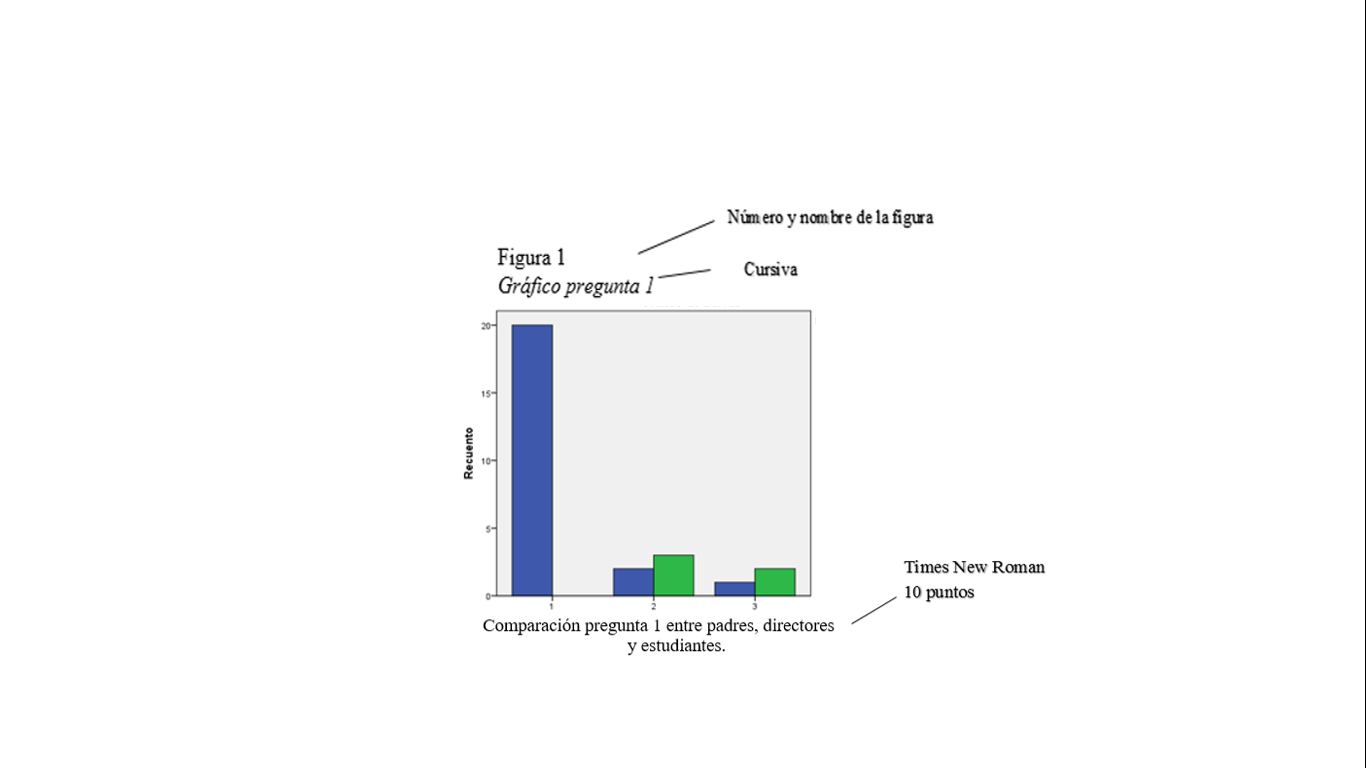 Número y nombre de la figura
Figura 1
Cursiva
Gráfico pregunta 1
20
15
10
5
0
Recuento
1 2 3
Times New Roman
10 puntos
Comparación pregunta 1 entre padres, directores
y estudiantes.